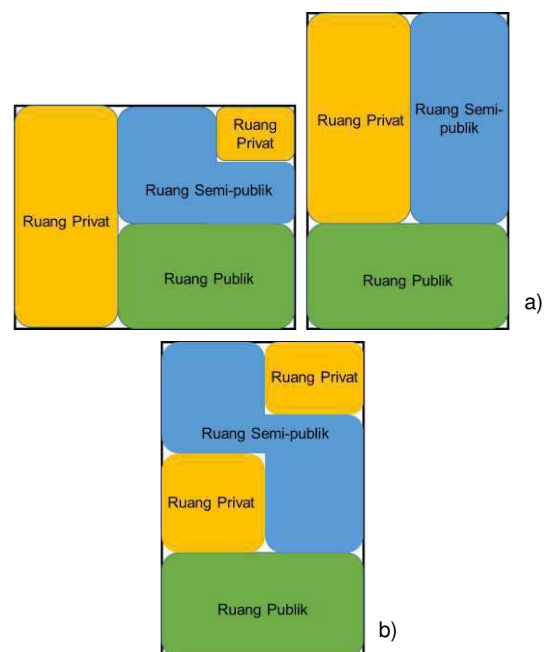 Ruang
Privat
Ruang Semi-publik
Ruang Privat
Ruang Publik
Ruang Privat
Ruang Semi-
publik
Ruang Publik
a)
Ruang Privat
Ruang Semi-publik
Ruang Privat
Ruang Publik
b)